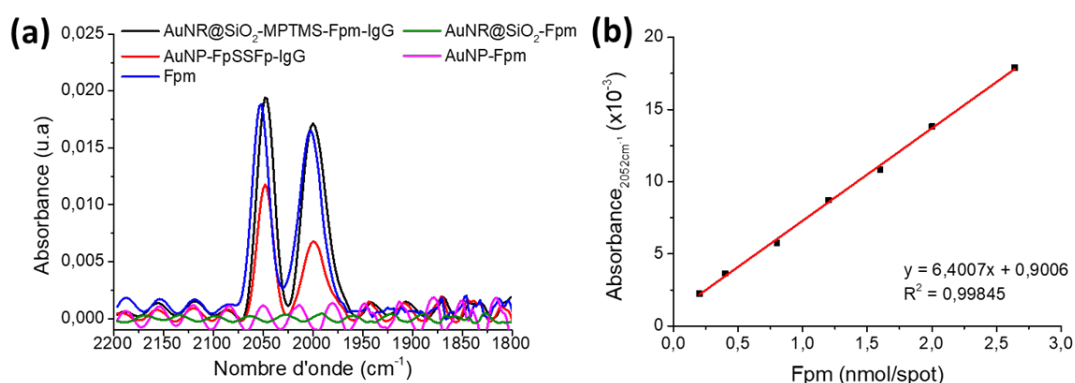 (a)
0,025
0,020
0,015
0,010
0,005
0,000
Absorbance (u.a)
AuNR@SiO₂-MPTMS-Fpm-IgG
AuNR@SiO₂-Fpm
AuNP-FpSSFp-IgG
AuNP-Fpm
Fpm
2200 2150 2100 2050 2000 1950 1900 1850 1800
Nombre d'onde (cm⁻¹)
(b)
20
15
10
5
0
Absorbance₂₀₅₂cm⁻¹ (x10⁻³)
y = 6,4007x + 0,9006
R² = 0,99845
0,0 0,5 1,0 1,5 2,0 2,5 3,0
Fpm (nmol/spot)